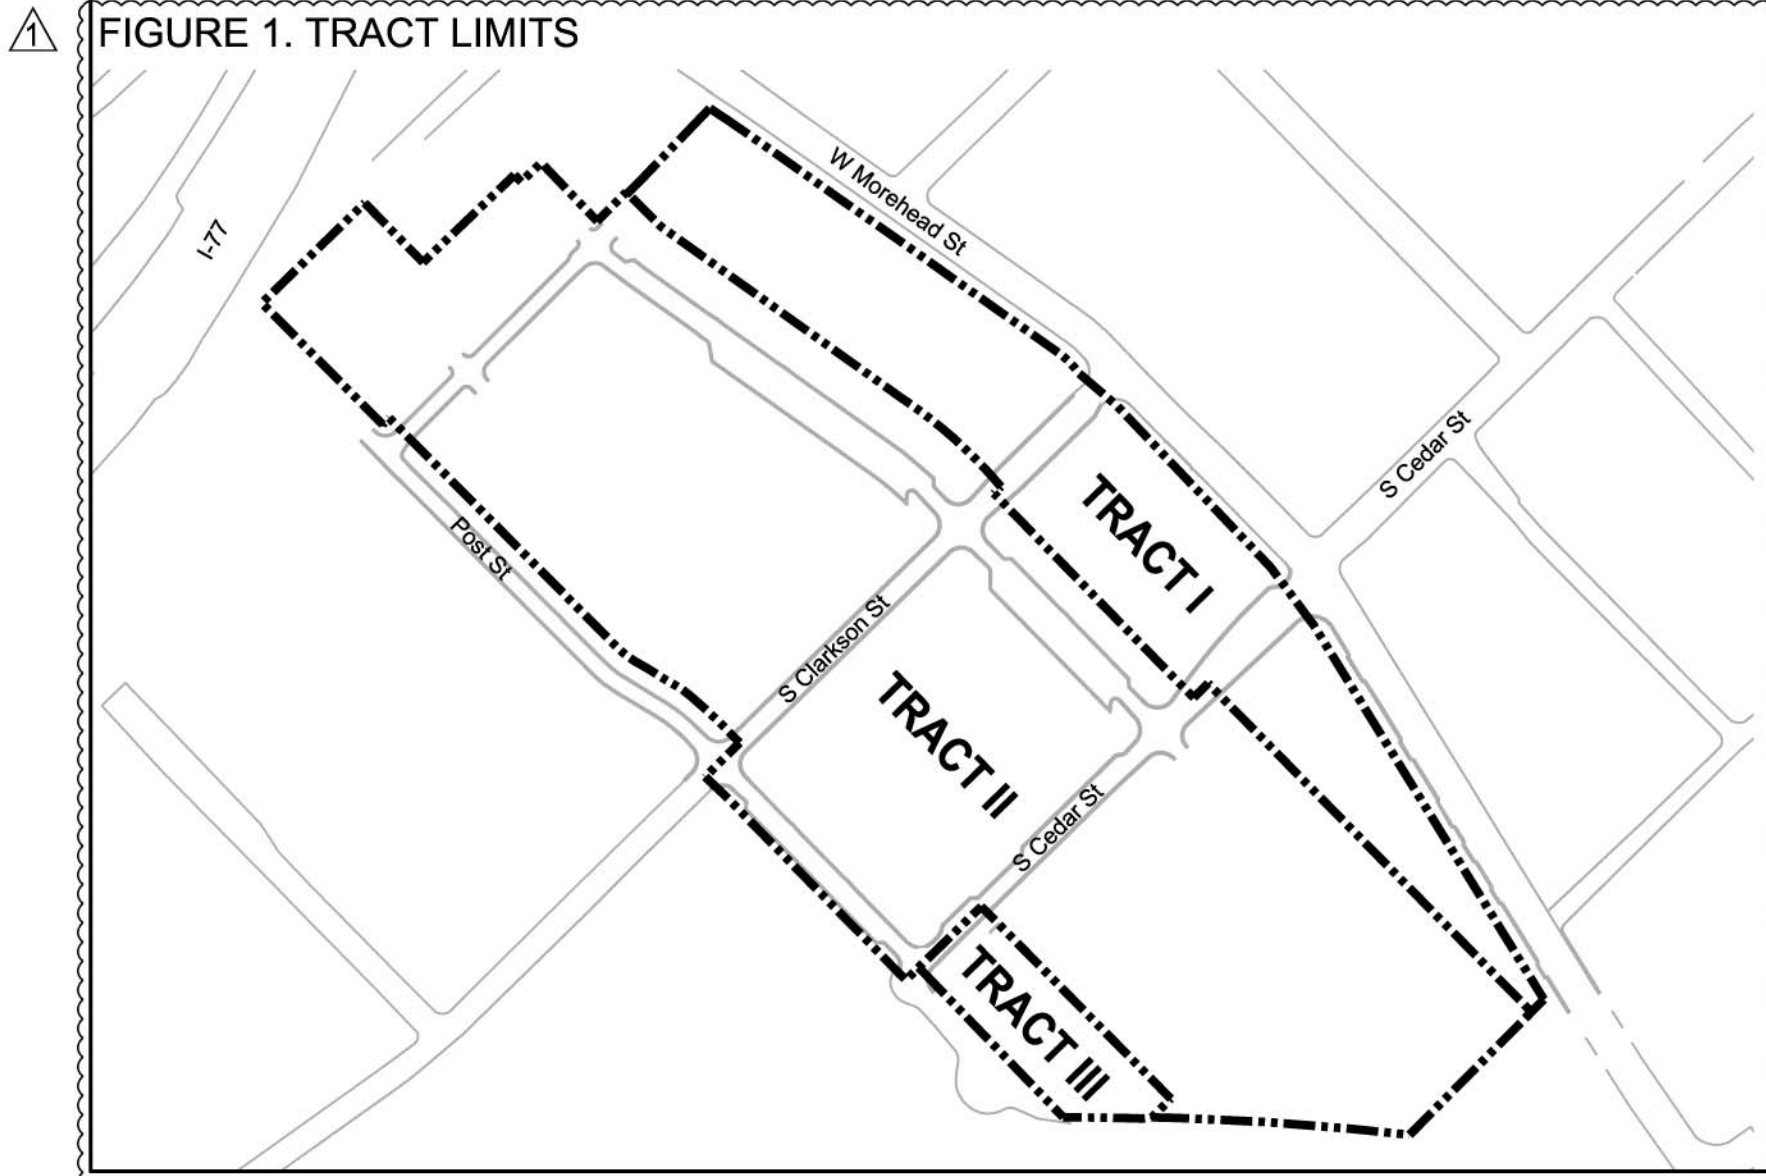 1
FIGURE 1. TRACT LIMITS
W Morehead St
I-77
S Cedar St
TRACT I
Post St
S Clarkson St
TRACT II
S Cedar St
TRACT III